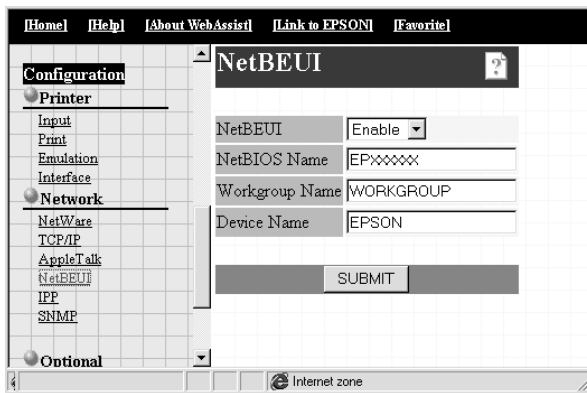 [Home] [Help] [About WebAssist] [Link to EPSON] [Favorite]
Configuration
Printer
Input
Print
Emulation
Interface
Network
NetWare
TCP/IP
AppleTalk
NetBEUI
IPP
SNMP
Optional
NetBEUI
?
NetBEUI Enable
NetBIOS Name EPXXXXX
Workgroup Name WORKGROUP
Device Name EPSON
SUBMIT
Internet zone